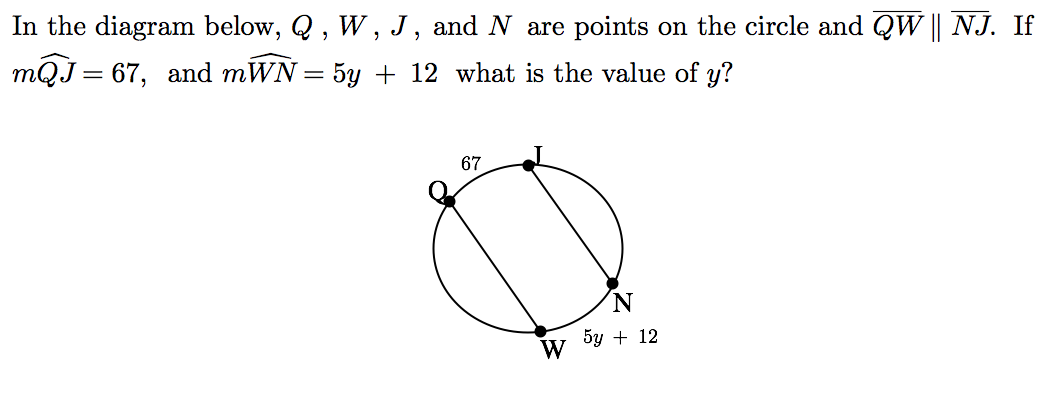 In the diagram below, Q , W , J , and N are points on the circle and $\overline{QW} \parallel \overline{NJ}$. If
$m\widehat{QJ} = 67$, and $m\widehat{WN} = 5y + 12$ what is the value of y?
67
J
Q
N
5y + 12
W